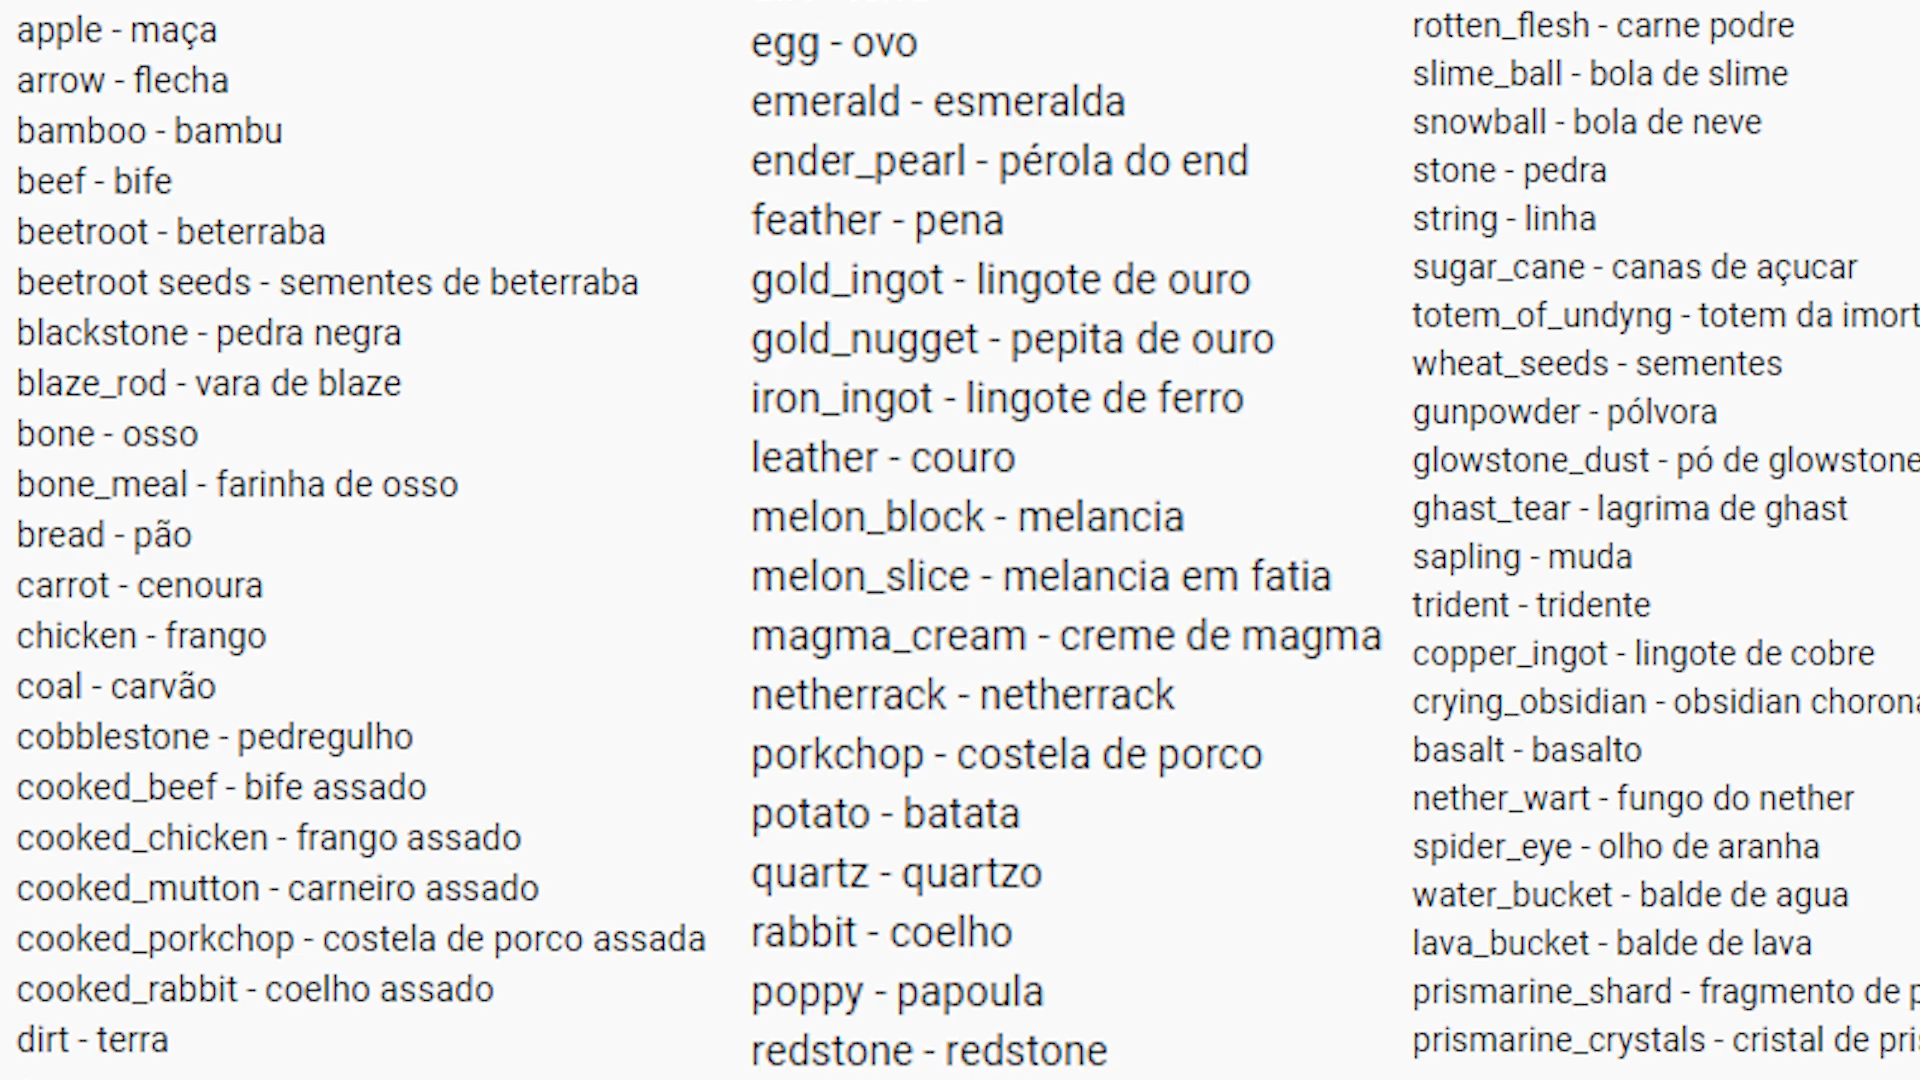 apple - maça
arrow - flecha
bamboo - bambu
beef - bife
beetroot - beterraba
beetroot seeds - sementes de beterraba
blackstone - pedra negra
blaze_rod - vara de blaze
bone - osso
bone_meal - farinha de osso
bread - pão
carrot - cenoura
chicken - frango
coal - carvão
cobblestone - pedregulho
cooked_beef - bife assado
cooked_chicken - frango assado
cooked_mutton - carneiro assado
cooked_porkchop - costela de porco assada
cooked_rabbit - coelho assado
dirt - terra
egg - ovo
emerald - esmeralda
ender_pearl - pérola do end
feather - pena
gold_ingot - lingote de ouro
gold_nugget - pepita de ouro
iron_ingot - lingote de ferro
leather - couro
melon_block - melancia
melon_slice - melancia em fatia
magma_cream - creme de magma
netherrack - netherrack
porkchop - costela de porco
potato - batata
quartz - quartzo
rabbit - coelho
poppy - papoula
redstone - redstone
rotten_flesh - carne podre
slime_ball - bola de slime
snowball - bola de neve
stone - pedra
string - linha
sugar_cane - canas de açucar
totem_of_undyng - totem da imort
wheat_seeds - sementes
gunpowder - pólvora
glowstone_dust - pó de glowstone
ghast_tear - lagrima de ghast
sapling - muda
trident - tridente
copper_ingot - lingote de cobre
crying_obsidian - obsidian chorona
basalt - basalto
nether_wart - fungo do nether
spider_eye - olho de aranha
water_bucket - balde de agua
lava_bucket - balde de lava
prismarine_shard - fragmento de p
prismarine_crystals - cristal de pri